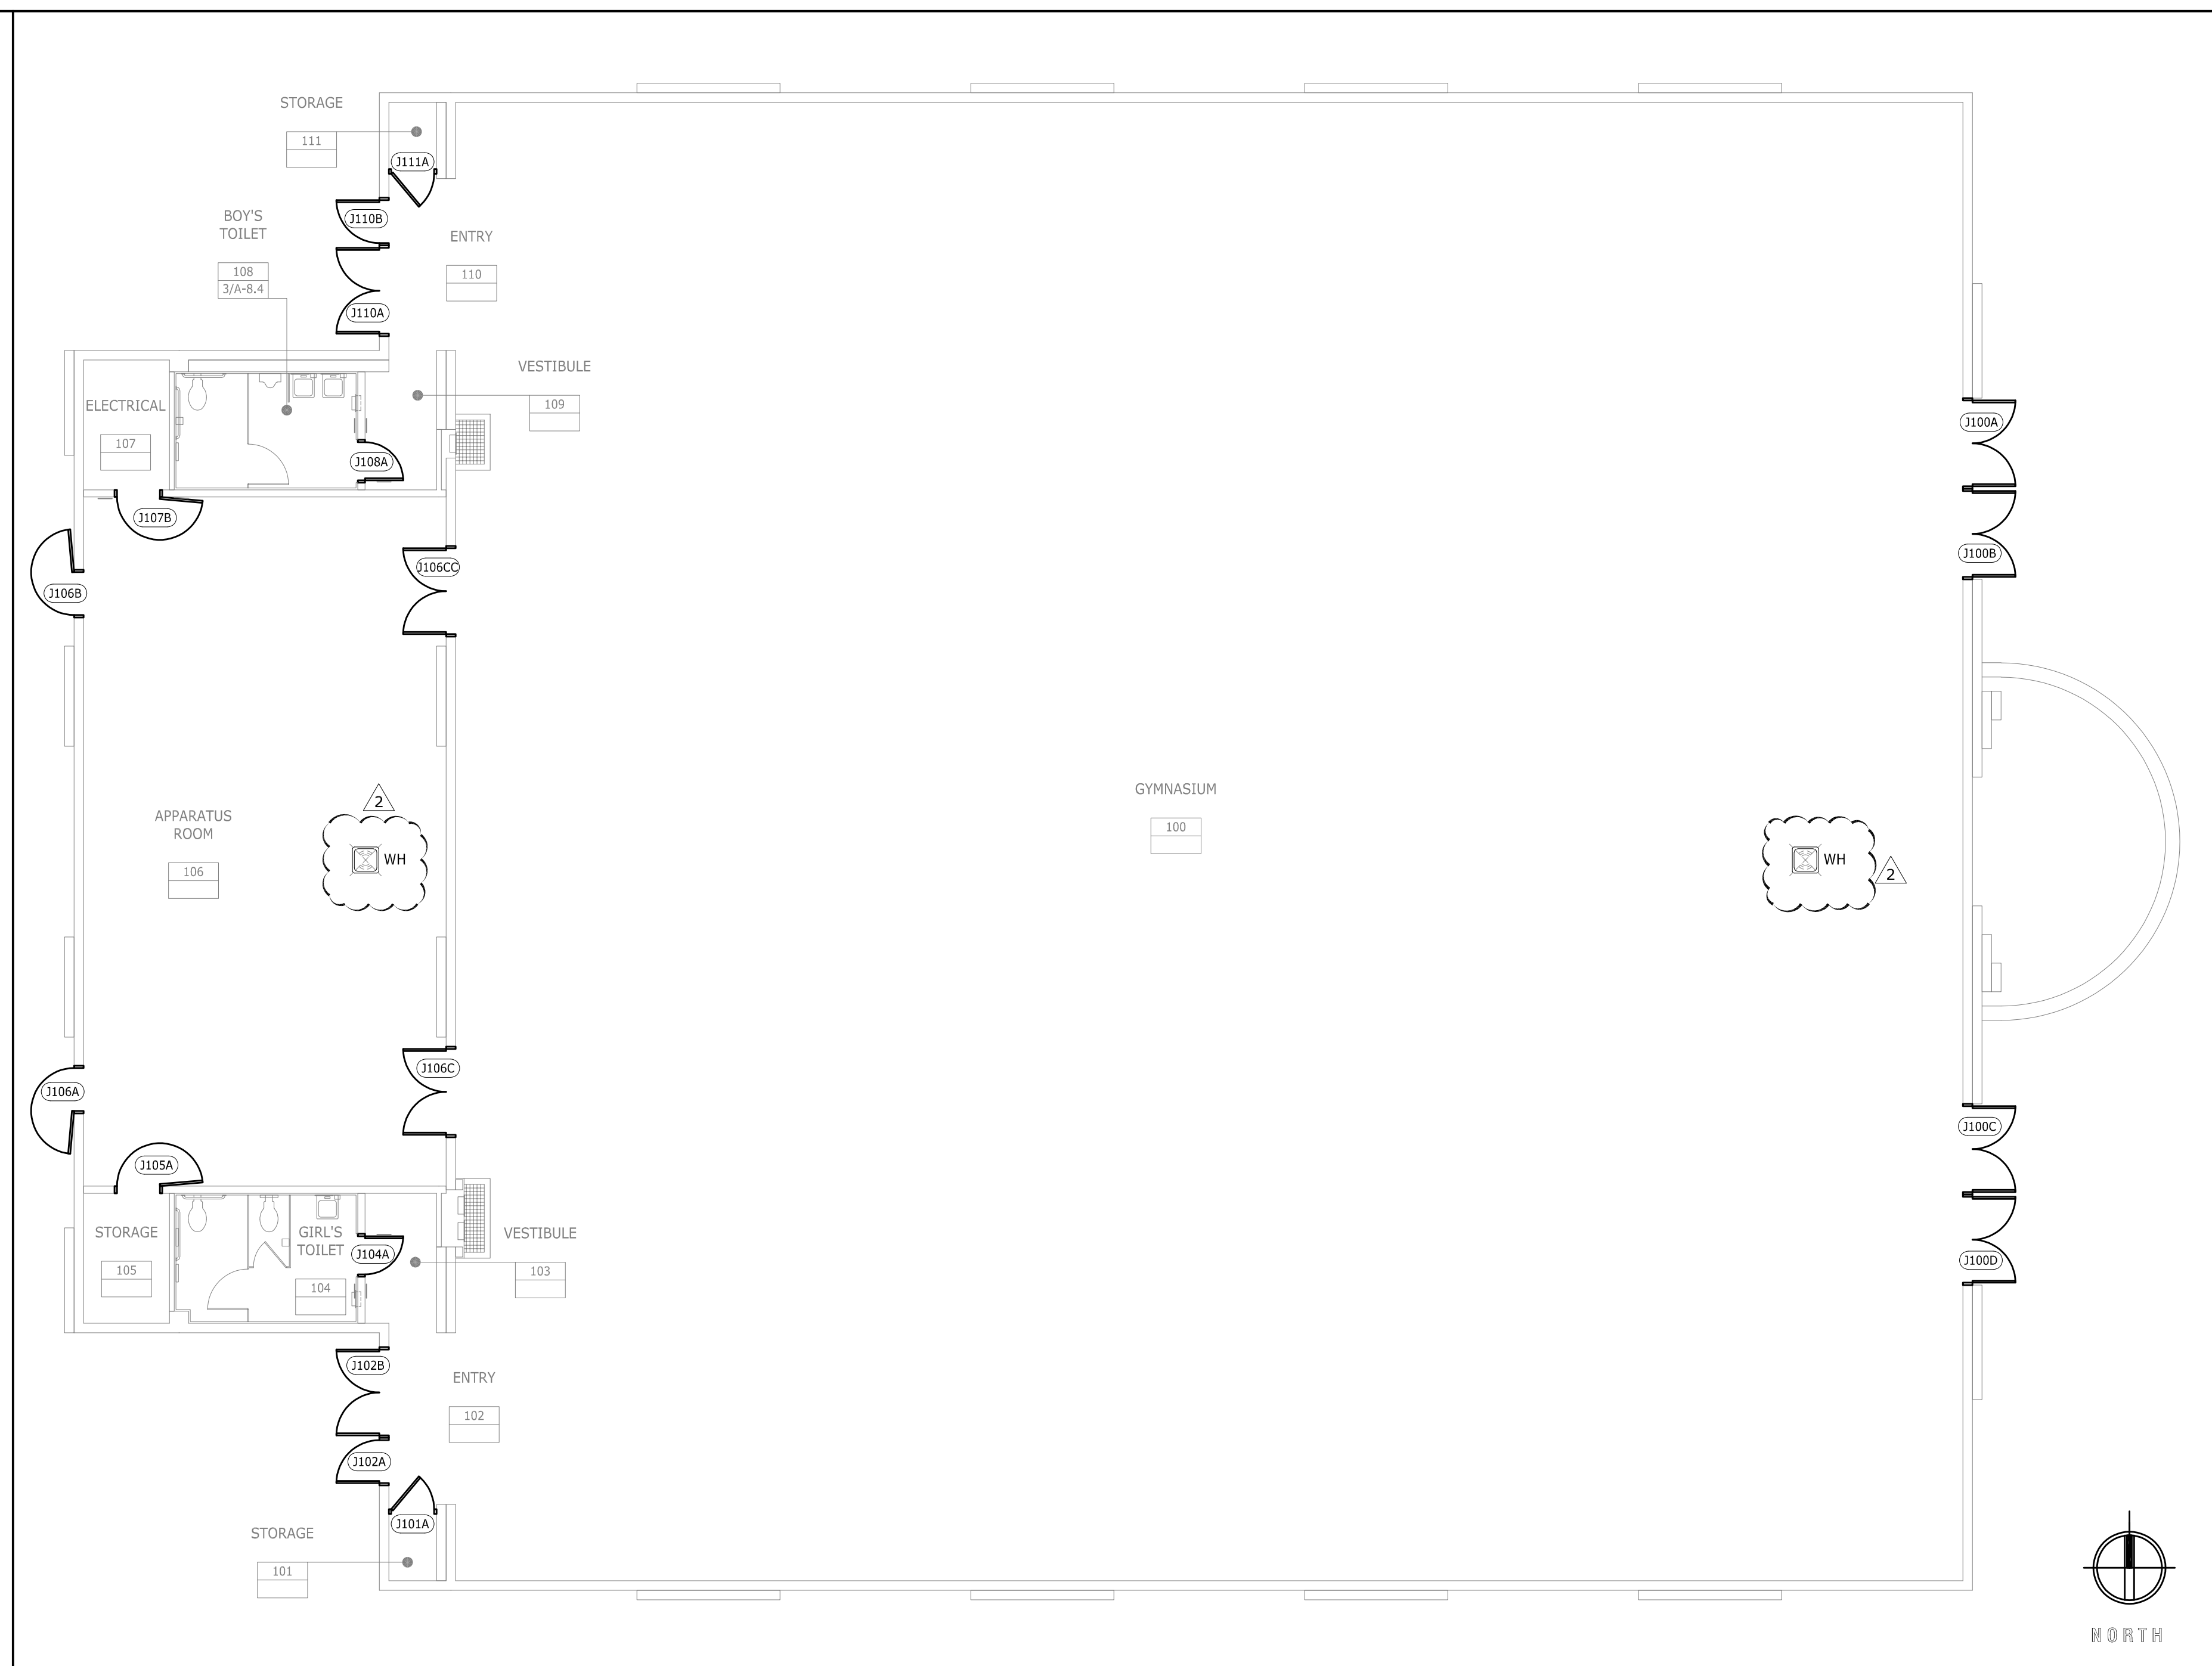 STORAGE
111
J111A
BOY'S
TOILET
108
3/A-8.4
J110B
ENTRY
110
J110A
VESTIBULE
109
ELECTRICAL
107
J108A
J107B
J106B
J106CC
J100A
J100B
2
WH
APPARATUS
ROOM
106
GYMNASIUM
100
WH
2
J106A
J106C
J100C
J105A
STORAGE
105
GIRL'S
TOILET
104
J104A
VESTIBULE
103
J100D
J102B
ENTRY
102
J102A
J101A
STORAGE
101
NORTH